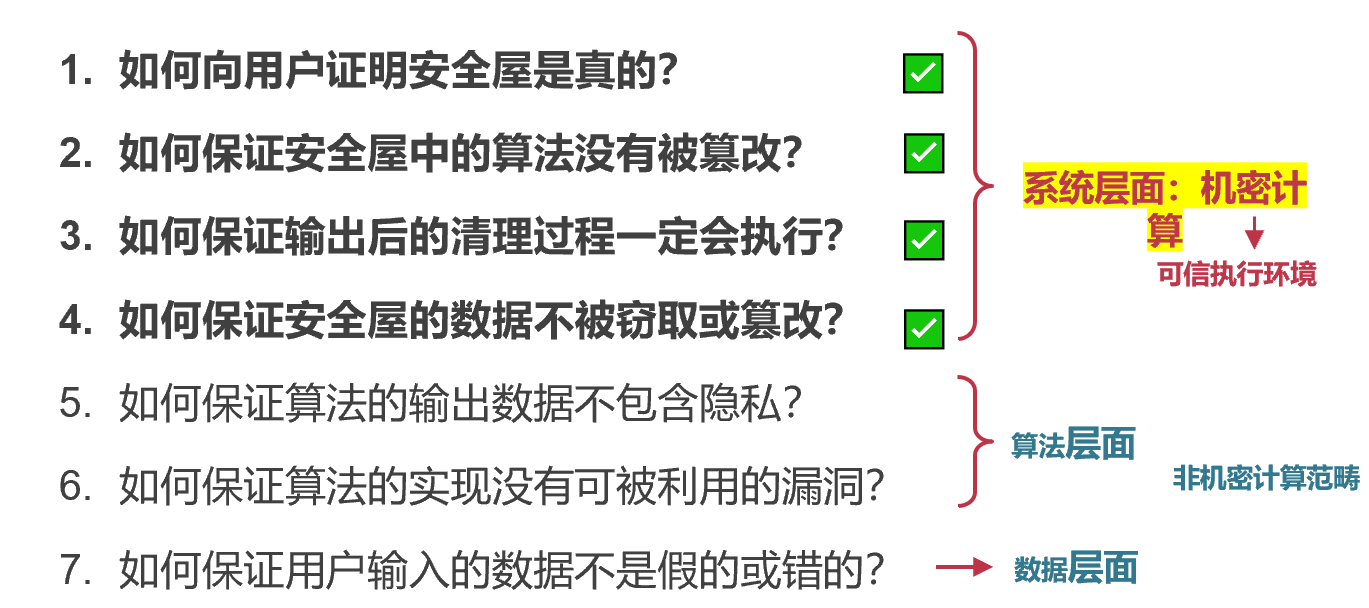 1. 如何向用户证明安全屋是真的?
2. 如何保证安全屋中的算法没有被篡改?
3. 如何保证输出后的清理过程一定会执行?
4. 如何保证安全屋的数据不被窃取或篡改?
系统层面：机密计
算
可信执行环境
5. 如何保证算法的输出数据不包含隐私?
6. 如何保证算法的实现没有可被利用的漏洞?
算法层面
非机密计算范畴
7. 如何保证用户输入的数据不是假的或错的?
数据层面